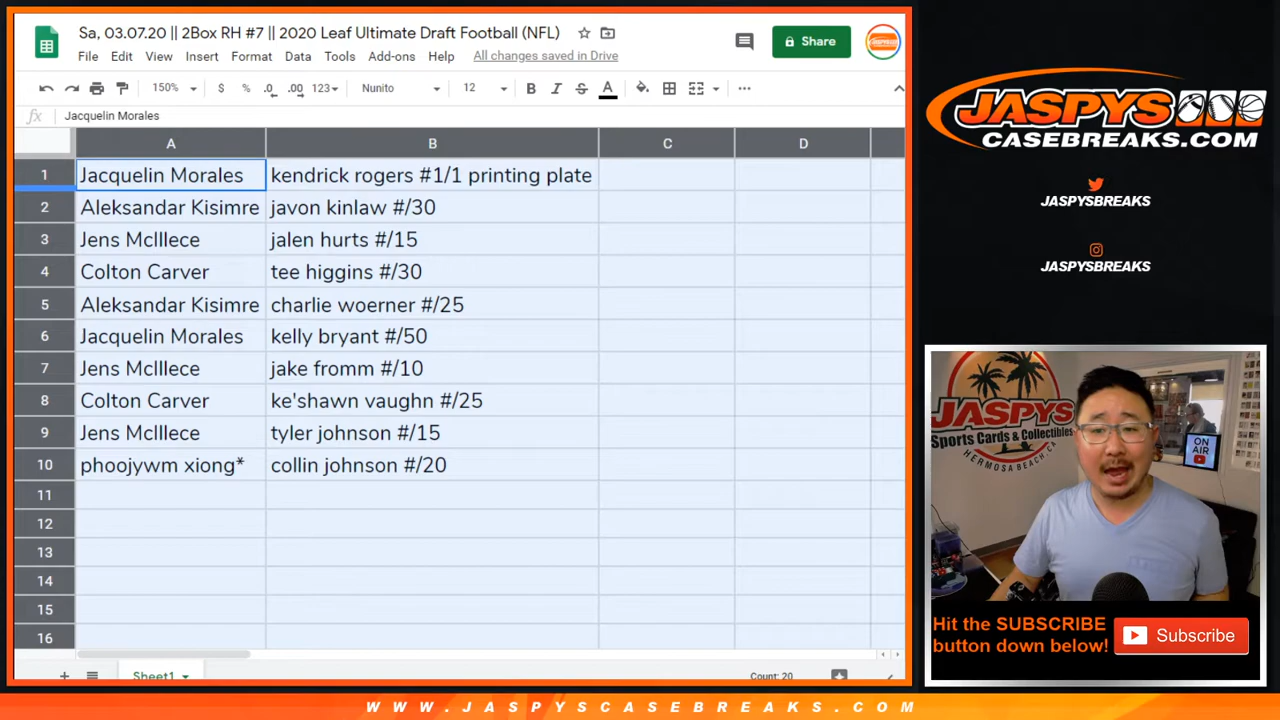 Sa, 03.07.20 || 2Box RH #7 || 2020 Leaf Ultimate Draft Football (NFL)
File Edit View Insert Format Data Tools Add-ons Help All changes saved in Drive
Share
150% $ % .0 .00 123 Nunito 12 B I S A
fx Jacquelin Morales
A B C D
1 Jacquelin Morales kendrick rogers #1/1 printing plate
2 Aleksandar Kisimre javon kinlaw #/30
3 Jens McIllece jalen hurts #/15
4 Colton Carver tee higgins #/30
5 Aleksandar Kisimre charlie woerner #/25
6 Jacquelin Morales kelly bryant #/50
7 Jens McIllece jake fromm #/10
8 Colton Carver ke'shawn vaughn #/25
9 Jens McIllece tyler johnson #/15
10 phoojywm xiong* collin johnson #/20
11
12
13
14
15
16
Sheet1 Count: 20
JASPYS
CASEBREAKS.COM
JASPYSBREAKS
JASPYSBREAKS
JASPYS
Sports Cards & Collectibles
HERMOSA BEACH, CA
ON
AIR
Hit the SUBSCRIBE
button down below!
Subscribe
WWW.JASPYSCASEBREAKS.COM